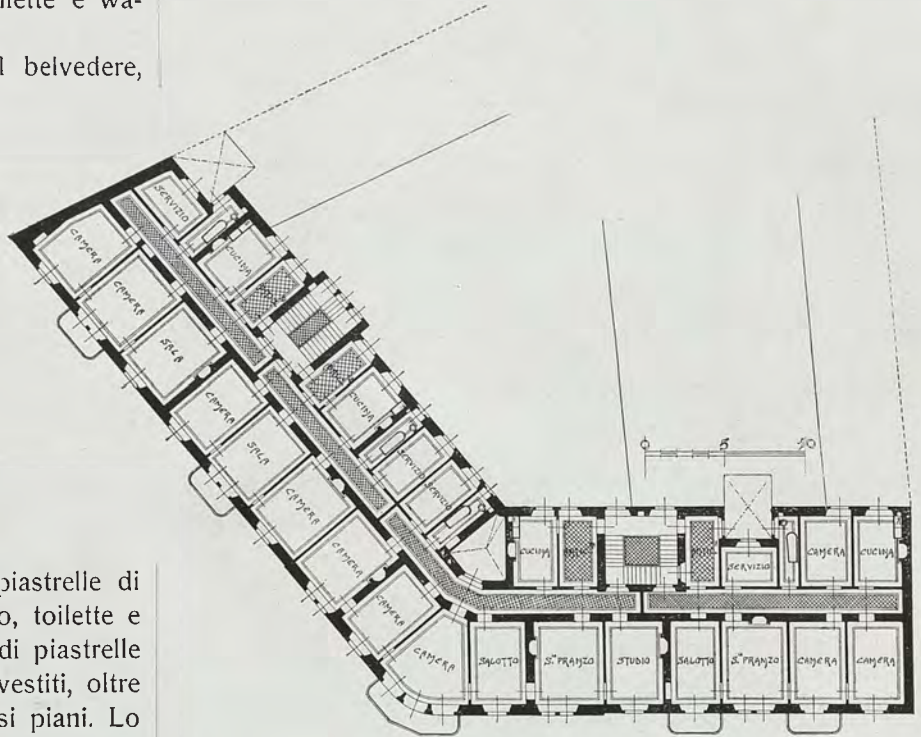 l belvedere,
SERVIZIO
CAMERA
CUCINA
CAMERA
SALA
CUCINA
CAMERA
SERVIZIO
SALA
SERVIZIO
CAMERA
CAMERA
CAMERA
CAMERA
0 5 10
CUCINA
SERVIZIO
CAMERA
CUCINA
SALOTTO
S.ª PRANZO
STUDIO
SALOTTO
S.ª PRANZO
CAMERA
CAMERA
piastrelle di
o, toilette e
di piastrelle
vestiti, oltre
si piani. Lo